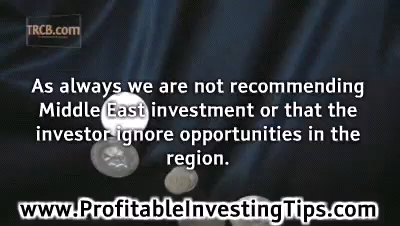 TRCB.com
As always we are not recommending
Middle East investment or that the
investor ignore opportunities in the
region.
www.ProfitableInvestingTips.com